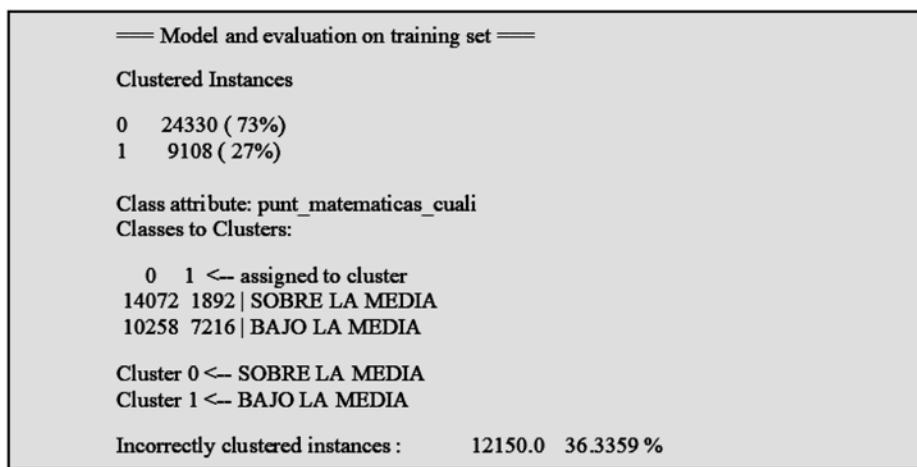 === Model and evaluation on training set ===
Clustered Instances
0 24330 ( 73%)
1 9108 ( 27%)
Class attribute: punt_matematicas_cuali
Classes to Clusters:
0 1 <-- assigned to cluster
14072 1892 | SOBRE LA MEDIA
10258 7216 | BAJO LA MEDIA
Cluster 0 <-- SOBRE LA MEDIA
Cluster 1 <-- BAJO LA MEDIA
Incorrectly clustered instances : 12150.0 36.3359 %